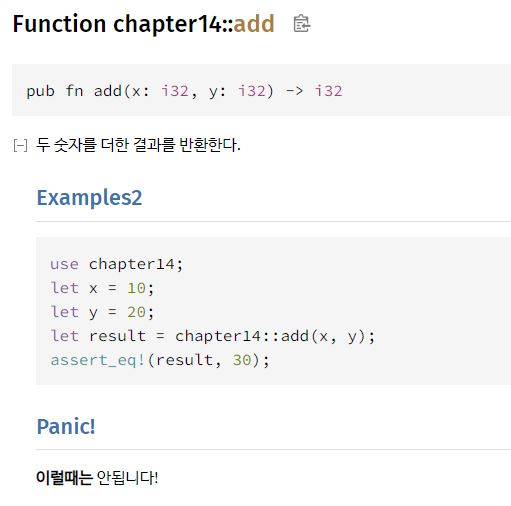 Function chapter14::add
pub fn add(x: i32, y: i32) -> i32
[−] 두 숫자를 더한 결과를 반환한다.
Examples2
use chapter14;
let x = 10;
let y = 20;
let result = chapter14::add(x, y);
assert_eq!(result, 30);
Panic!
이럴때는 안됩니다!